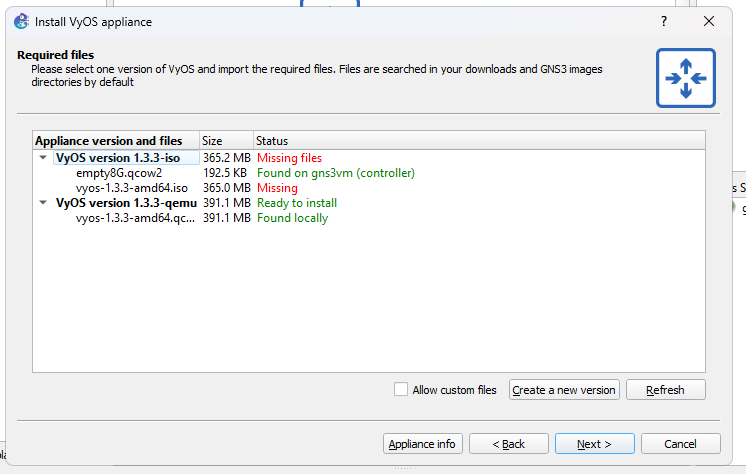 Install VyOS appliance
?
Required files
Please select one version of VyOS and import the required files. Files are searched in your downloads and GNS3 images
directories by default
Appliance version and files Size Status
VyOS version 1.3.3-iso 365.2 MB Missing files
empty8G.qcow2 192.5 KB Found on gns3vm (controller)
vyos-1.3.3-amd64.iso 365.0 MB Missing
VyOS version 1.3.3-qemu 391.1 MB Ready to install
vyos-1.3.3-amd64.qc... 391.1 MB Found locally
Allow custom files Create a new version Refresh
Appliance info < Back Next > Cancel